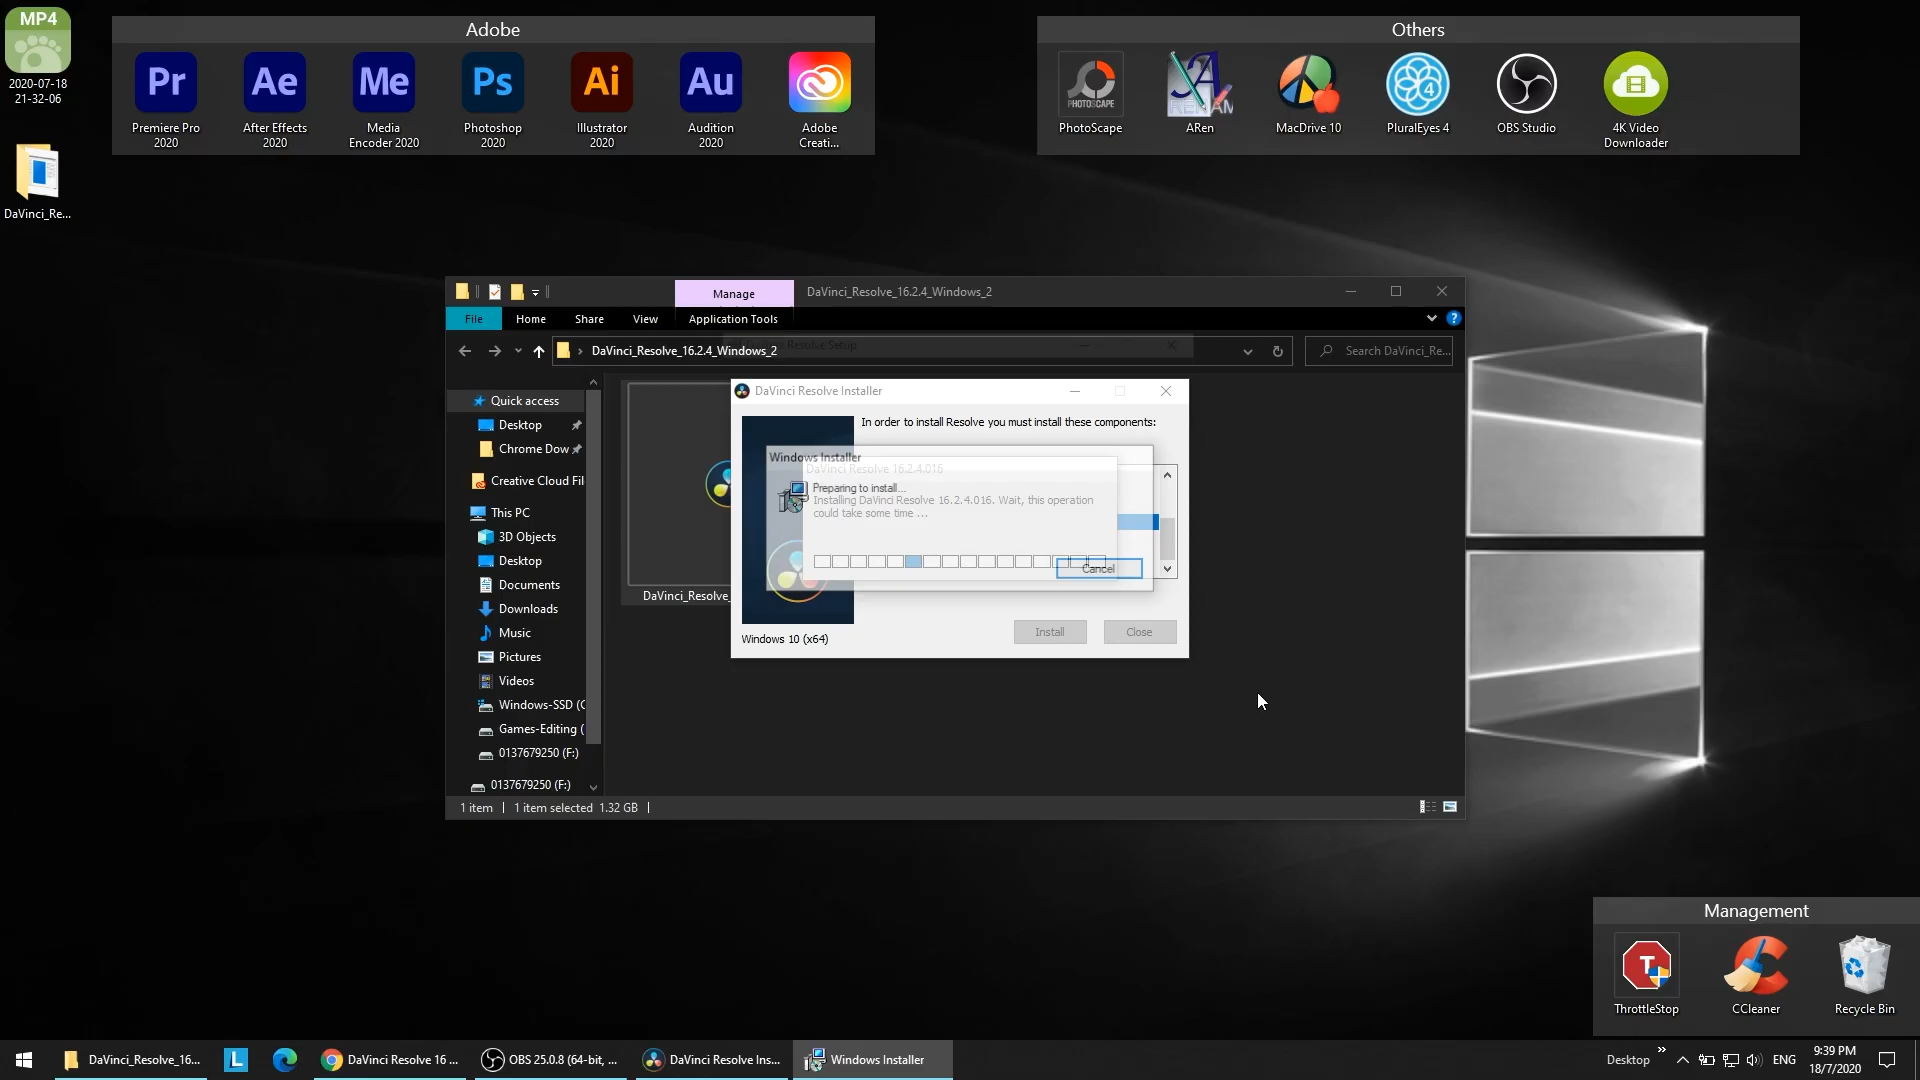 MP4
2020-07-18
21-32-06
DaVinci_Re...
Adobe
Pr
Ae
Me
Ps
Ai
Au
Premiere Pro
2020
After Effects
2020
Media
Encoder 2020
Photoshop
2020
Illustrator
2020
Audition
2020
Adobe
Creati...
Others
PHOTOSCAPE
4
PhotoScape
ARen
MacDrive 10
PluralEyes 4
OBS Studio
4K Video
Downloader
Manage
DaVinci_Resolve_16.2.4_Windows_2
File
Home
Share
View
Application Tools
Resolve Setup
DaVinci_Resolve_16.2.4_Windows_2
Search DaVinci_Re...
Quick access
Desktop
Chrome Dow
Creative Cloud Fil
This PC
3D Objects
Desktop
Documents
Downloads
Music
Pictures
Videos
Windows-SSD (C
Games-Editing (
0137679250 (F:)
0137679250 (F:)
DaVinci_Resolve_
1 item
1 item selected 1.32 GB
DaVinci Resolve Installer
In order to install Resolve you must install these components:
Windows Installer
DaVinci Resolve 16.2.4.016
Preparing to install...
Installing DaVinci Resolve 16.2.4.016. Wait, this operation
could take some time ...
Cancel
Windows 10 (x64)
Install
Close
Management
T
ThrottleStop
CCleaner
Recycle Bin
DaVinci_Resolve_16...
L
DaVinci Resolve 16 ...
OBS 25.0.8 (64-bit, ...
DaVinci Resolve Ins...
Windows Installer
Desktop
ENG
9:39 PM
18/7/2020